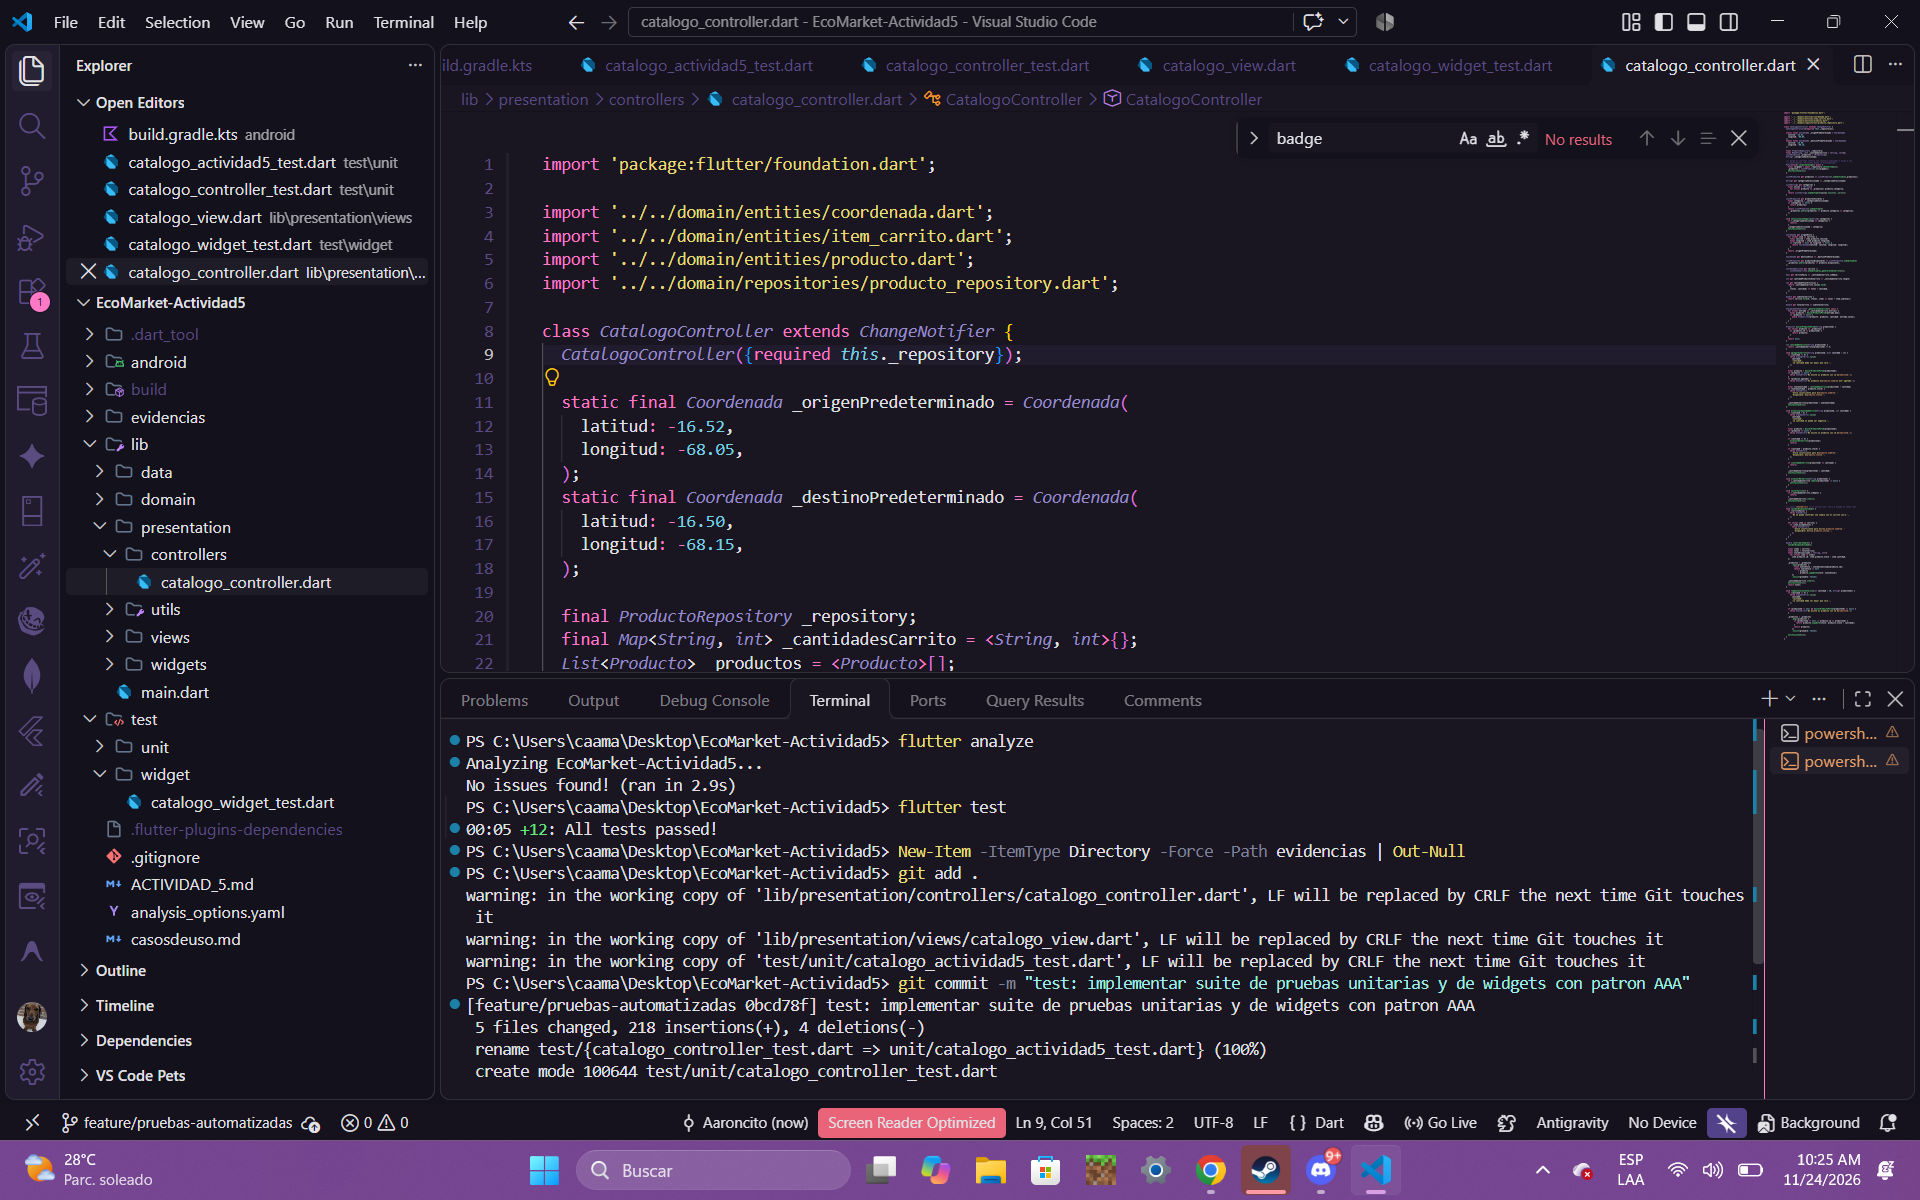 File Edit Selection View Go Run Terminal Help
catalogo_controller.dart - EcoMarket-Actividad5 - Visual Studio Code
Explorer
Open Editors
build.gradle.kts android
catalogo_actividad5_test.dart test\unit
catalogo_controller_test.dart test\unit
catalogo_view.dart lib\presentation\views
catalogo_widget_test.dart test\widget
catalogo_controller.dart lib\presentation\...
EcoMarket-Actividad5
.dart_tool
android
build
evidencias
lib
data
domain
presentation
controllers
catalogo_controller.dart
utils
views
widgets
main.dart
test
unit
widget
catalogo_widget_test.dart
.flutter-plugins-dependencies
.gitignore
ACTIVIDAD_5.md
analysis_options.yaml
casosdeuso.md
Outline
Timeline
Dependencies
VS Code Pets
1
ild.gradle.kts catalogo_actividad5_test.dart catalogo_controller_test.dart catalogo_view.dart catalogo_widget_test.dart catalogo_controller.dart
lib > presentation > controllers > catalogo_controller.dart > CatalogoController > CatalogoController
badge Aa ab .* No results
1 import 'package:flutter/foundation.dart';
2
3 import '../../domain/entities/coordenada.dart';
4 import '../../domain/entities/item_carrito.dart';
5 import '../../domain/entities/producto.dart';
6 import '../../domain/repositories/producto_repository.dart';
7
8 class CatalogoController extends ChangeNotifier {
9 CatalogoController({required this._repository});
10
11 static final Coordenada _origenPredeterminado = Coordenada(
12 latitud: -16.52,
13 longitud: -68.05,
14 );
15 static final Coordenada _destinoPredeterminado = Coordenada(
16 latitud: -16.50,
17 longitud: -68.15,
18 );
19
20 final ProductoRepository _repository;
21 final Map<String, int> _cantidadesCarrito = <String, int>{};
22 List<Producto> _productos = <Producto>[];
Problems Output Debug Console Terminal Ports Query Results Comments
PS C:\Users\caama\Desktop\EcoMarket-Actividad5> flutter analyze
Analyzing EcoMarket-Actividad5...
No issues found! (ran in 2.9s)
PS C:\Users\caama\Desktop\EcoMarket-Actividad5> flutter test
00:05 +12: All tests passed!
PS C:\Users\caama\Desktop\EcoMarket-Actividad5> New-Item -ItemType Directory -Force -Path evidencias | Out-Null
PS C:\Users\caama\Desktop\EcoMarket-Actividad5> git add .
warning: in the working copy of 'lib/presentation/controllers/catalogo_controller.dart', LF will be replaced by CRLF the next time Git touches
it
warning: in the working copy of 'lib/presentation/views/catalogo_view.dart', LF will be replaced by CRLF the next time Git touches it
warning: in the working copy of 'test/unit/catalogo_actividad5_test.dart', LF will be replaced by CRLF the next time Git touches it
PS C:\Users\caama\Desktop\EcoMarket-Actividad5> git commit -m "test: implementar suite de pruebas unitarias y de widgets con patron AAA"
[feature/pruebas-automatizadas 0bcd78f] test: implementar suite de pruebas unitarias y de widgets con patron AAA
5 files changed, 218 insertions(+), 4 deletions(-)
rename test/{catalogo_controller_test.dart => unit/catalogo_actividad5_test.dart} (100%)
create mode 100644 test/unit/catalogo_controller_test.dart
powersh...
powersh...
feature/pruebas-automatizadas 0 0 Aaroncito (now) Screen Reader Optimized Ln 9, Col 51 Spaces: 2 UTF-8 LF {} Dart Go Live Antigravity No Device Background
28°C
Parc. soleado
Buscar
9+
ESP
LAA
10:25 AM
11/24/2026